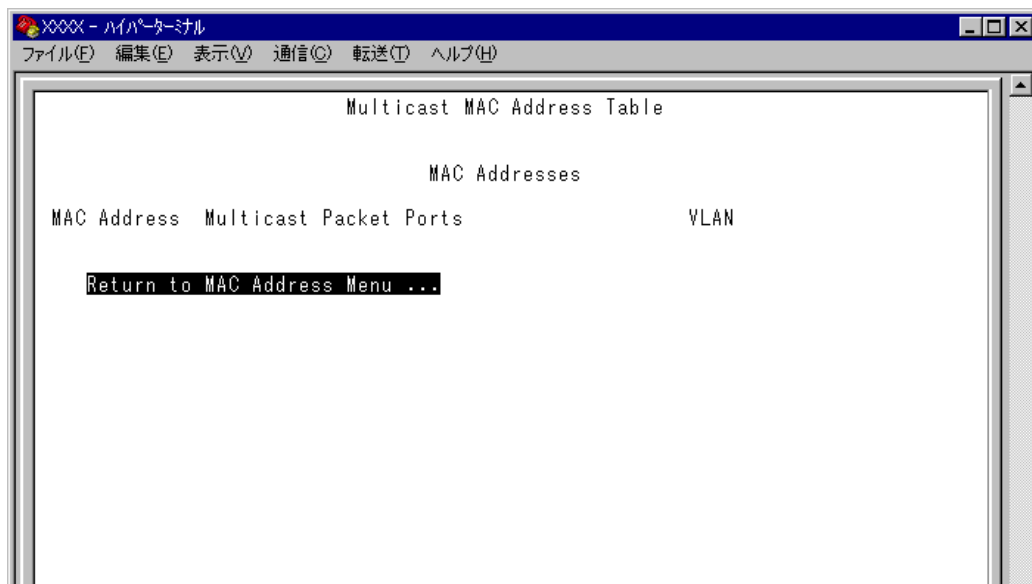 XXXX - ハイパーターミナル
ファイル(F) 編集(E) 表示(V) 通信(C) 転送(T) ヘルプ(H)
Multicast MAC Address Table
MAC Addresses
MAC Address Multicast Packet Ports VLAN
Return to MAC Address Menu ...